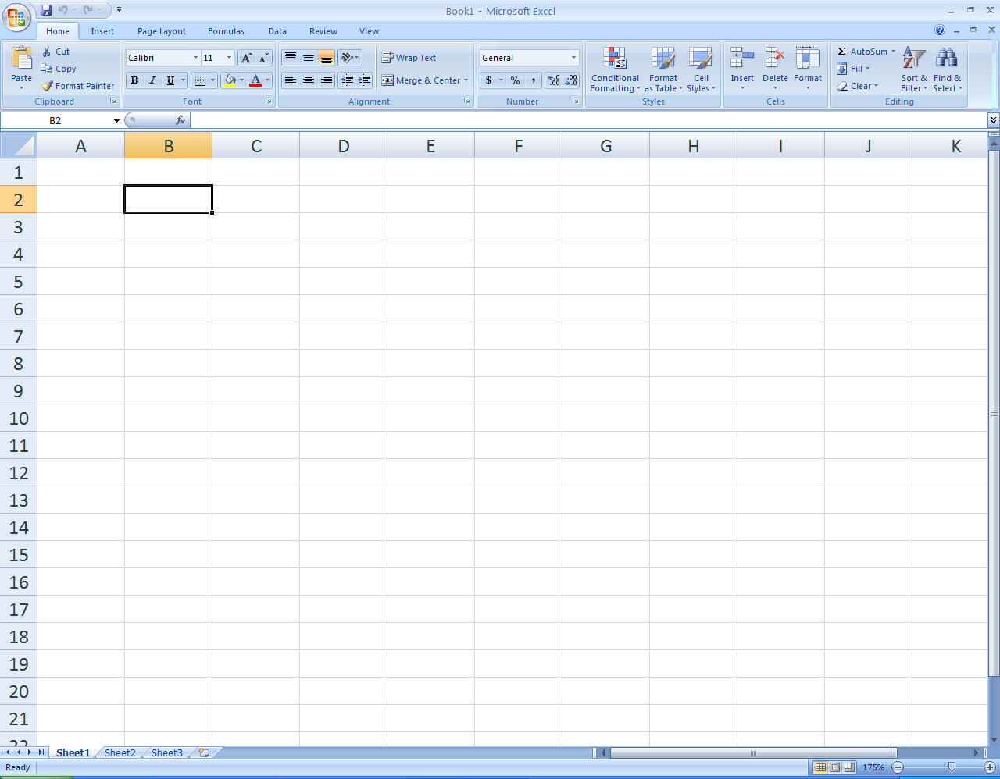 Book1 - Microsoft Excel
Home Insert Page Layout Formulas Data Review View
Paste Cut Copy Format Painter
Clipboard
Calibri 11
B I U A
Font
Wrap Text
Merge & Center
Alignment
General
$ % ,
Number
Conditional Formatting
Format as Table
Cell Styles
Styles
Insert Delete Format
Cells
Σ AutoSum
Fill
Clear
Sort & Filter
Find & Select
Editing
B2 fx
A B C D E F G H I J K
1
2
3
4
5
6
7
8
9
10
11
12
13
14
15
16
17
18
19
20
21
22
Sheet1 Sheet2 Sheet3
Ready 175%